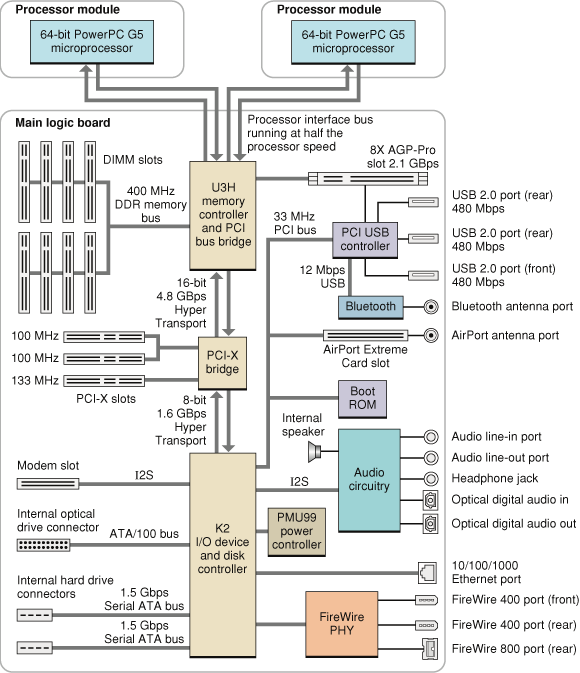 Processor module
64-bit PowerPC G5
microprocessor
Processor module
64-bit PowerPC G5
microprocessor
Main logic board
Processor interface bus
running at half the
processor speed
DIMM slots
8X AGP-Pro
slot 2.1 GBps
U3H
memory
controller
and PCI
bus bridge
400 MHz
DDR memory
bus
33 MHz
PCI bus
PCI USB
controller
USB 2.0 port (rear)
480 Mbps
USB 2.0 port (rear)
480 Mbps
USB 2.0 port (front)
480 Mbps
12 Mbps
USB
Bluetooth
Bluetooth antenna port
16-bit
4.8 GBps
Hyper
Transport
AirPort antenna port
AirPort Extreme
Card slot
100 MHz
100 MHz
133 MHz
PCI-X slots
PCI-X
bridge
Boot
ROM
8-bit
1.6 GBps
Hyper
Transport
Internal
speaker
Audio
circuitry
Audio line-in port
Audio line-out port
Headphone jack
Optical digital audio in
Optical digital audio out
Modem slot
I2S
I2S
Internal optical
drive connector
ATA/100 bus
K2
I/O device
and disk
controller
PMU99
power
controller
10/100/1000
Ethernet port
Internal hard drive
connectors
1.5 Gbps
Serial ATA bus
1.5 Gbps
Serial ATA bus
FireWire
PHY
FireWire 400 port (front)
FireWire 400 port (rear)
FireWire 800 port (rear)